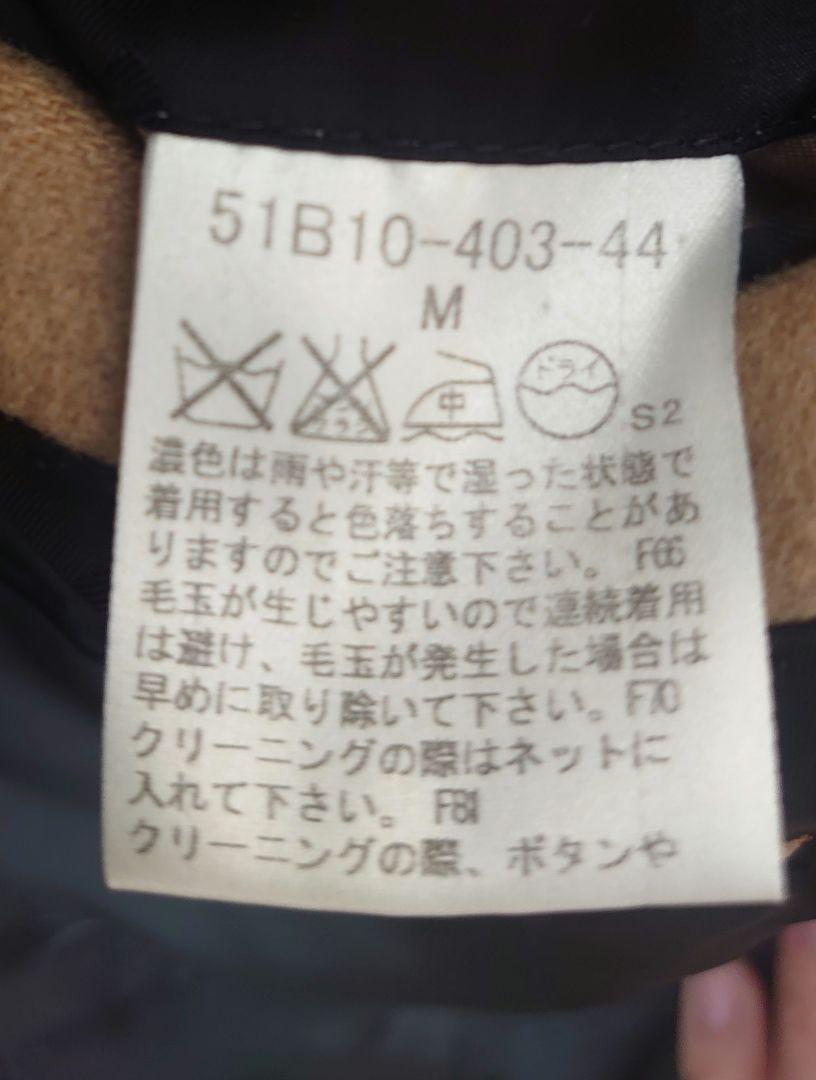 51B10-403-44
M
エンソサラシ
中
ドライ
S2
濃色は雨や汗等で湿った状態で
着用すると色落ちすることがあ
りますのでご注意下さい。 F66
毛玉が生じやすいので連続着用
は避け、毛玉が発生した場合は
早めに取り除いて下さい。F70
クリーニングの際はネットに
入れて下さい。 F81
クリーニングの際、ボタンや